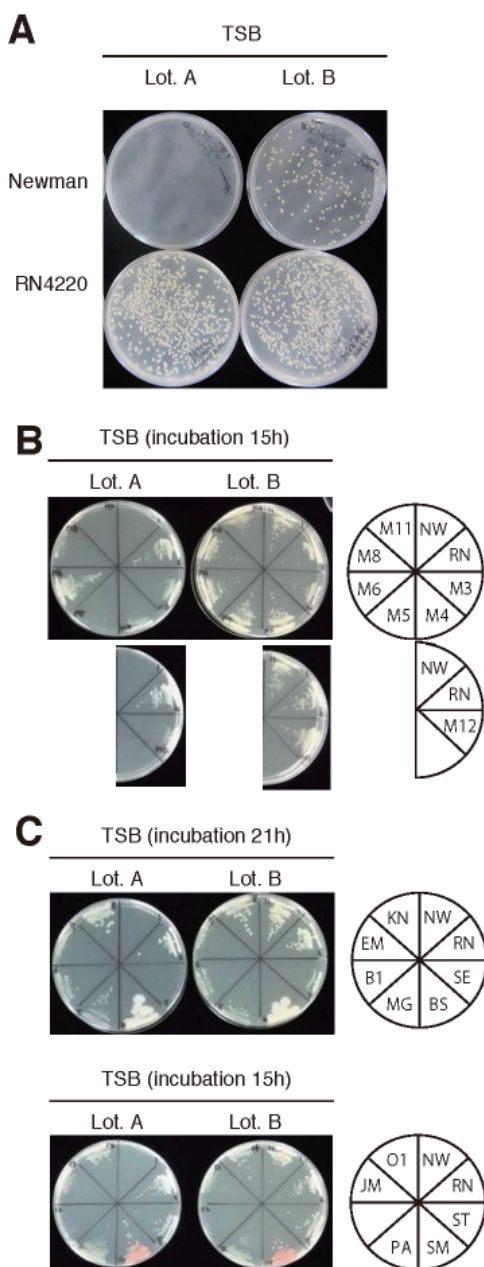 A
TSB
Lot. A Lot. B
Newman
RN4220
B
TSB (incubation 15h)
Lot. A Lot. B
M11 NW
M8 RN
M6 M3
M5 M4
NW
RN
M12
C
TSB (incubation 21h)
Lot. A Lot. B
KN NW
EM RN
B1 SE
MG BS
TSB (incubation 15h)
Lot. A Lot. B
O1 NW
JM RN
ST
PA SM